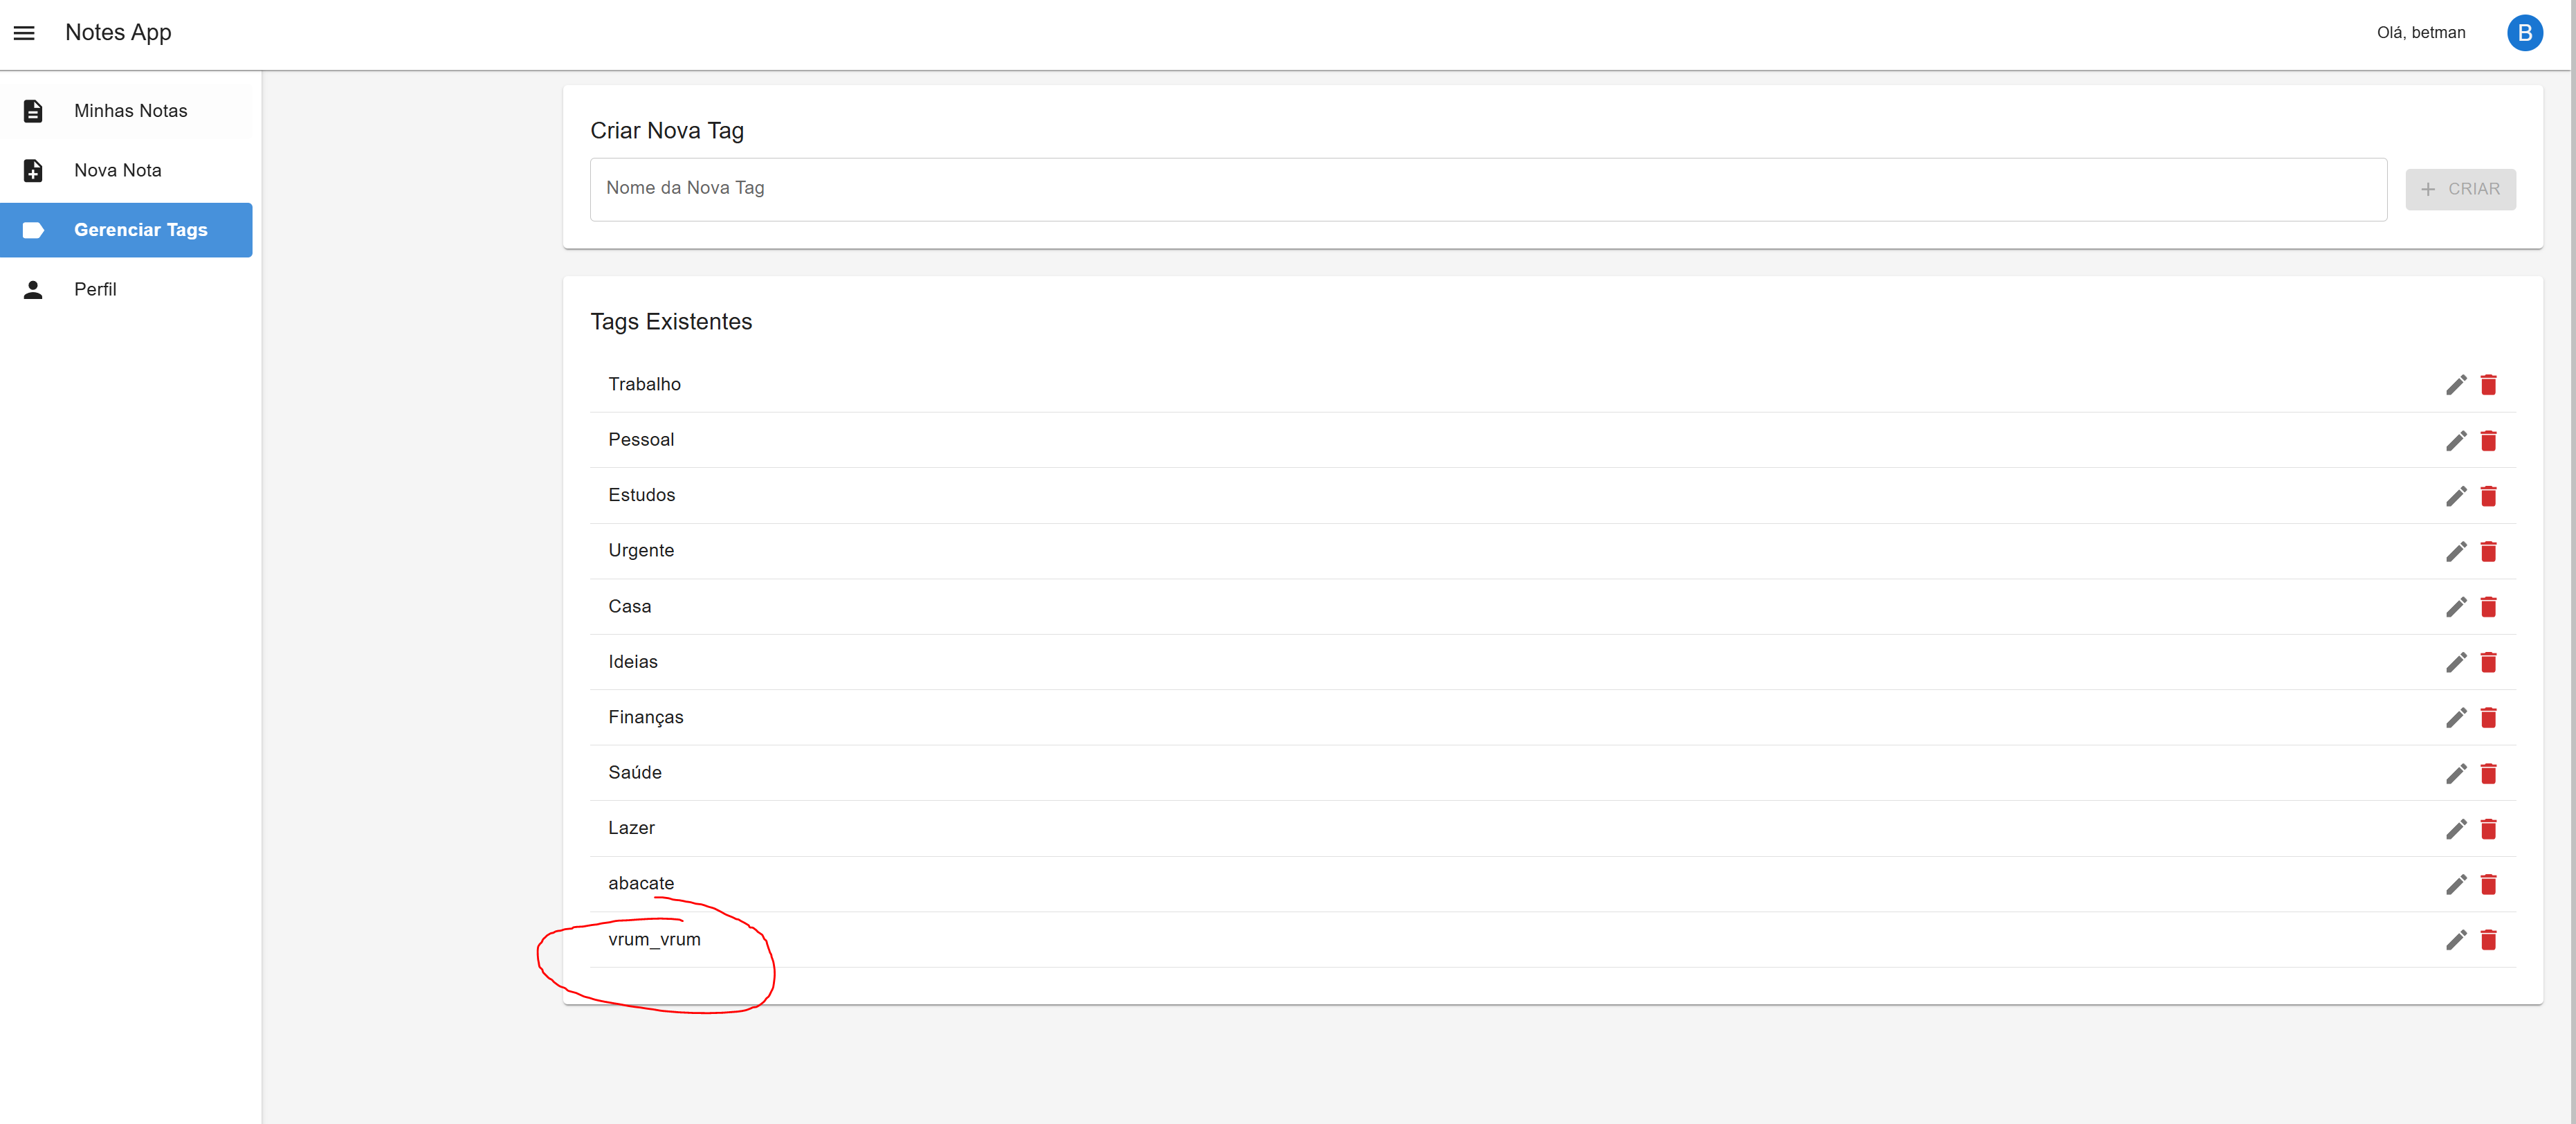 Notes App
Olá, betman
B
Minhas Notas
Nova Nota
Gerenciar Tags
Perfil
Criar Nova Tag
Nome da Nova Tag
+ CRIAR
Tags Existentes
Trabalho
Pessoal
Estudos
Urgente
Casa
Ideias
Finanças
Saúde
Lazer
abacate
vrum_vrum